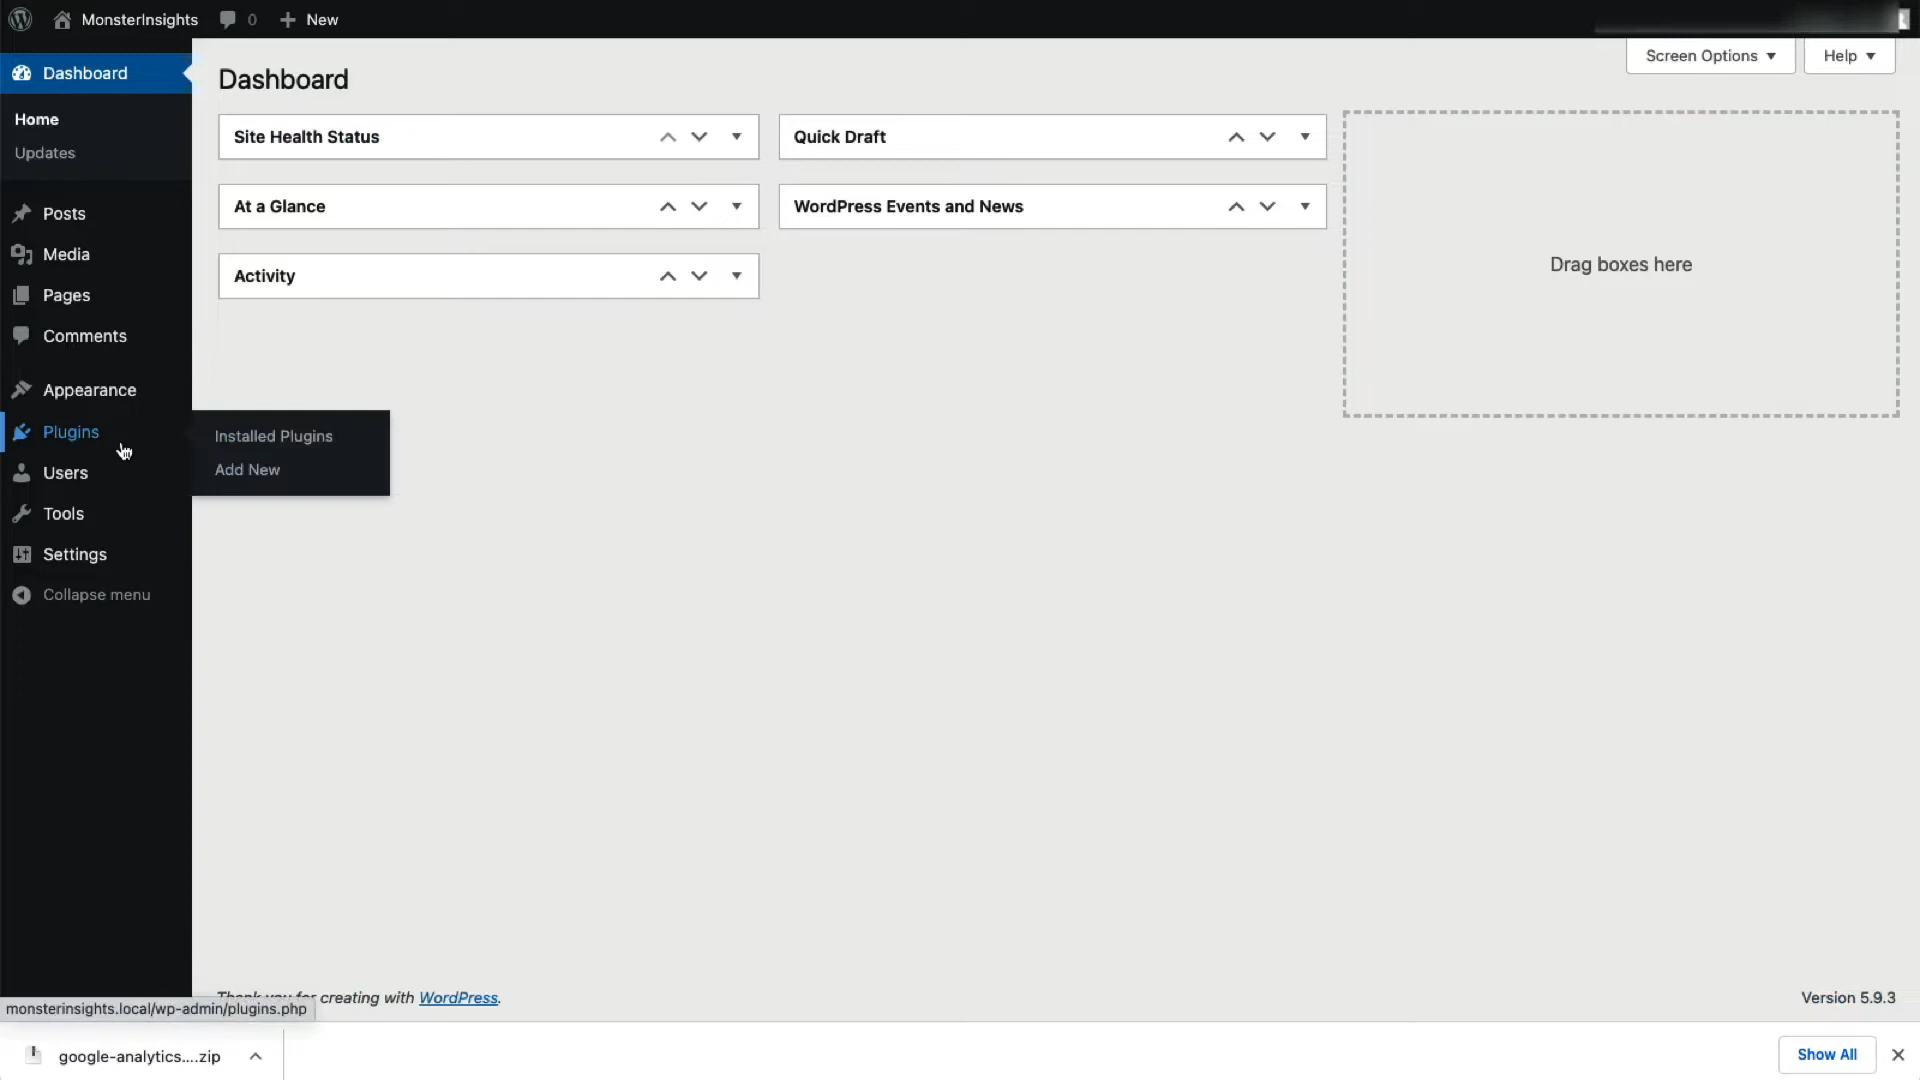 MonsterInsights 0 New
Screen Options Help
Dashboard
Home
Updates
Posts
Media
Pages
Comments
Appearance
Plugins
Users
Tools
Settings
Collapse menu
Installed Plugins
Add New
Dashboard
Site Health Status
At a Glance
Activity
Quick Draft
WordPress Events and News
Drag boxes here
Thank you for creating with WordPress.
Version 5.9.3
monsterinsights.local/wp-admin/plugins.php
google-analytics....zip
Show All